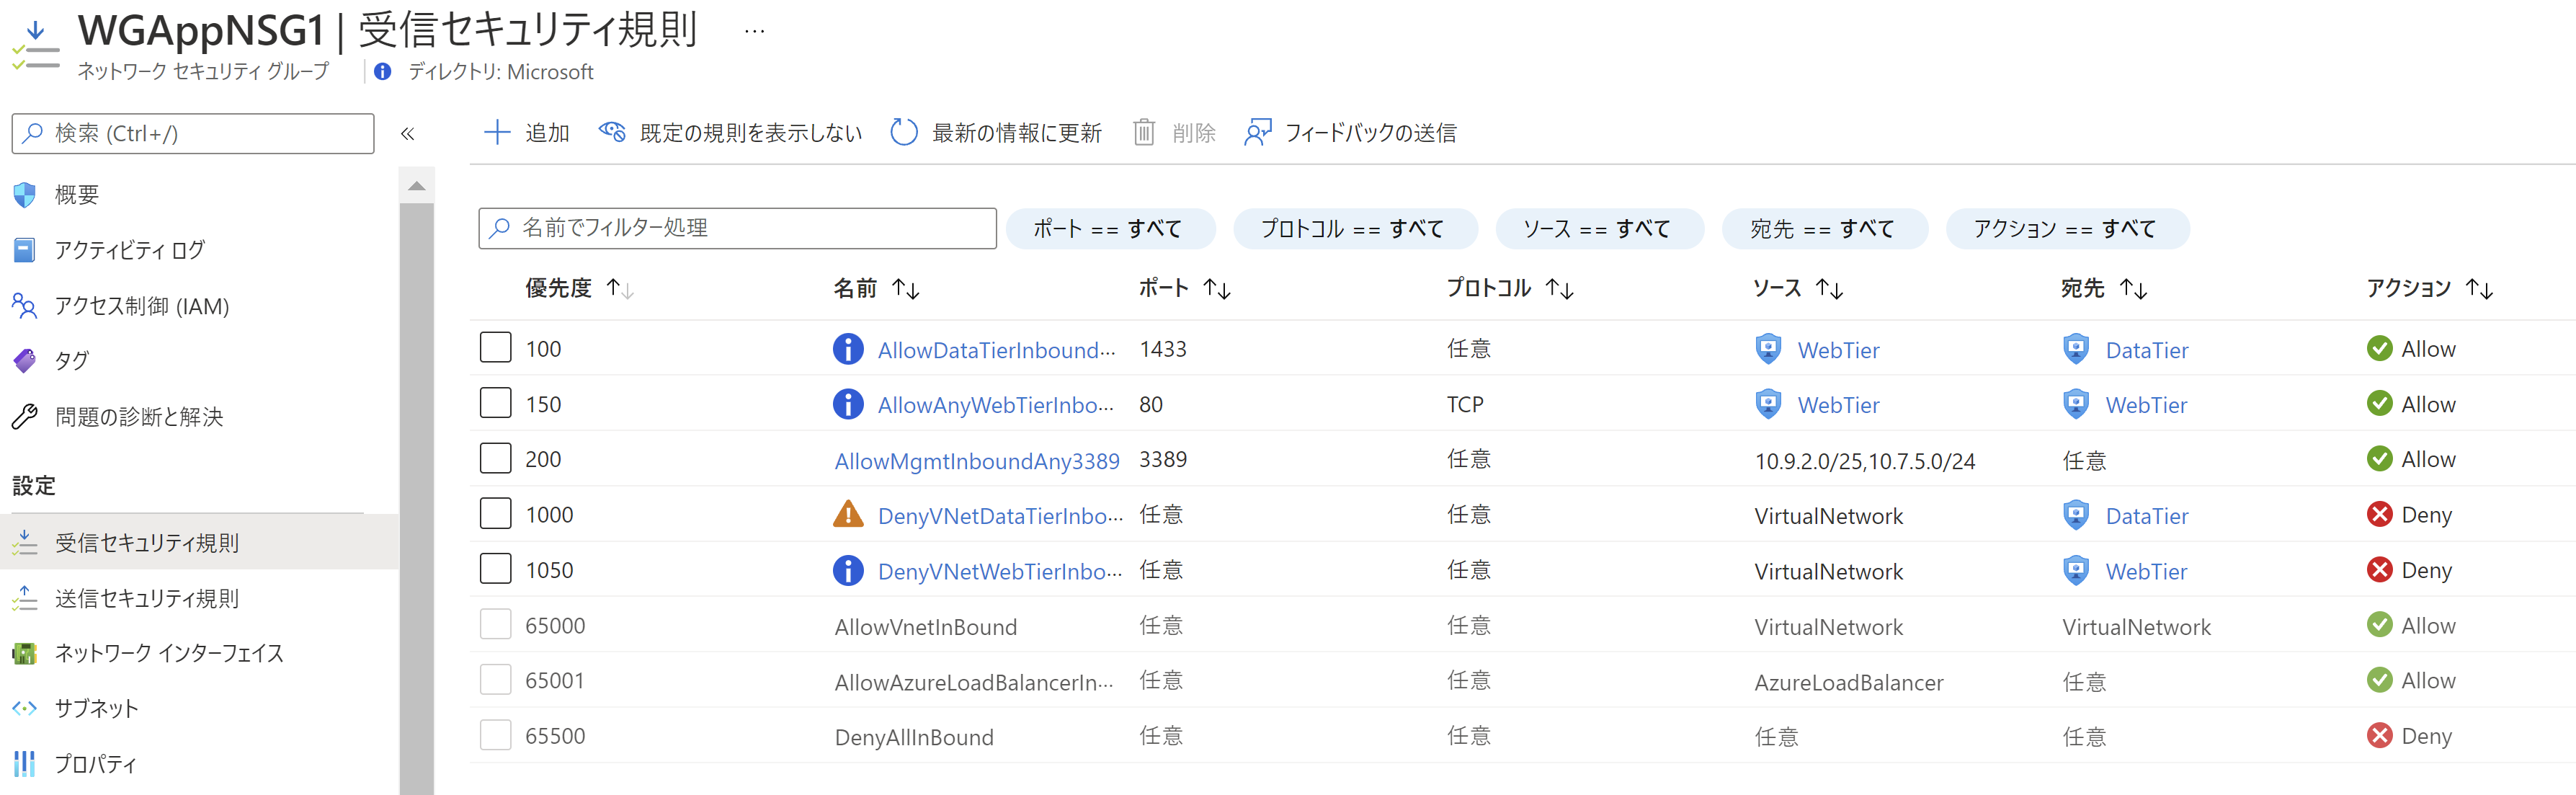 WGAppNSG1 | 受信セキュリティ規則 ...
ネットワーク セキュリティ グループ ディレクトリ: Microsoft
検索 (Ctrl+/)
«
概要
アクティビティ ログ
アクセス制御 (IAM)
タグ
問題の診断と解決
設定
受信セキュリティ規則
送信セキュリティ規則
ネットワーク インターフェイス
サブネット
プロパティ
追加 既定の規則を表示しない 最新の情報に更新 削除 フィードバックの送信
名前でフィルター処理 ポート == すべて プロトコル == すべて ソース == すべて 宛先 == すべて アクション == すべて
優先度 ↑↓ 名前 ↑↓ ポート ↑↓ プロトコル ↑↓ ソース ↑↓ 宛先 ↑↓ アクション ↑↓
100 AllowDataTierInbound... 1433 任意 WebTier DataTier Allow
150 AllowAnyWebTierInbo... 80 TCP WebTier WebTier Allow
200 AllowMgmtInboundAny3389 3389 任意 10.9.2.0/25,10.7.5.0/24 任意 Allow
1000 DenyVNetDataTierInbo... 任意 任意 VirtualNetwork DataTier Deny
1050 DenyVNetWebTierInbo... 任意 任意 VirtualNetwork WebTier Deny
65000 AllowVnetInBound 任意 任意 VirtualNetwork VirtualNetwork Allow
65001 AllowAzureLoadBalancerIn... 任意 任意 AzureLoadBalancer 任意 Allow
65500 DenyAllInBound 任意 任意 任意 任意 Deny